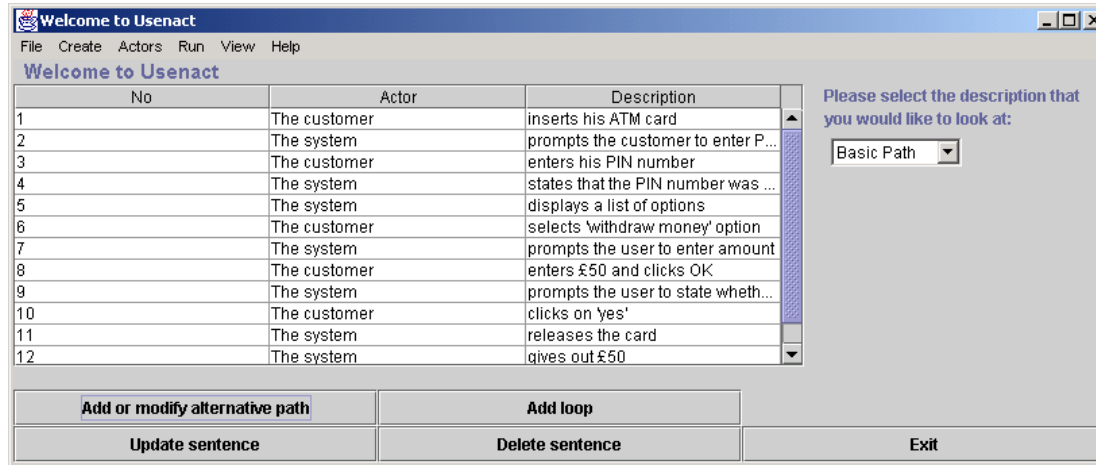 Welcome to Usenact
File Create Actors Run View Help
Welcome to Usenact
No Actor Description
1 The customer inserts his ATM card
2 The system prompts the customer to enter P...
3 The customer enters his PIN number
4 The system states that the PIN number was ...
5 The system displays a list of options
6 The customer selects 'withdraw money' option
7 The system prompts the user to enter amount
8 The customer enters £50 and clicks OK
9 The system prompts the user to state wheth...
10 The customer clicks on 'yes'
11 The system releases the card
12 The system gives out £50
Please select the description that
you would like to look at:
Basic Path
Add or modify alternative path Add loop
Update sentence Delete sentence Exit